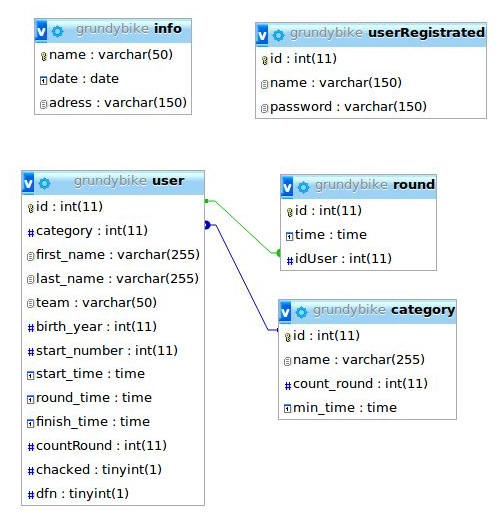 grundybike info
name : varchar(50)
date : date
adress : varchar(150)
grundybike userRegistrated
id : int(11)
name : varchar(150)
password : varchar(150)
grundybike user
id : int(11)
category : int(11)
first_name : varchar(255)
last_name : varchar(255)
team : varchar(50)
birth_year : int(11)
start_number : int(11)
start_time : time
round_time : time
finish_time : time
countRound : int(11)
chacked : tinyint(1)
dfn : tinyint(1)
grundybike round
id : int(11)
time : time
idUser : int(11)
grundybike category
id : int(11)
name : varchar(255)
count_round : int(11)
min_time : time